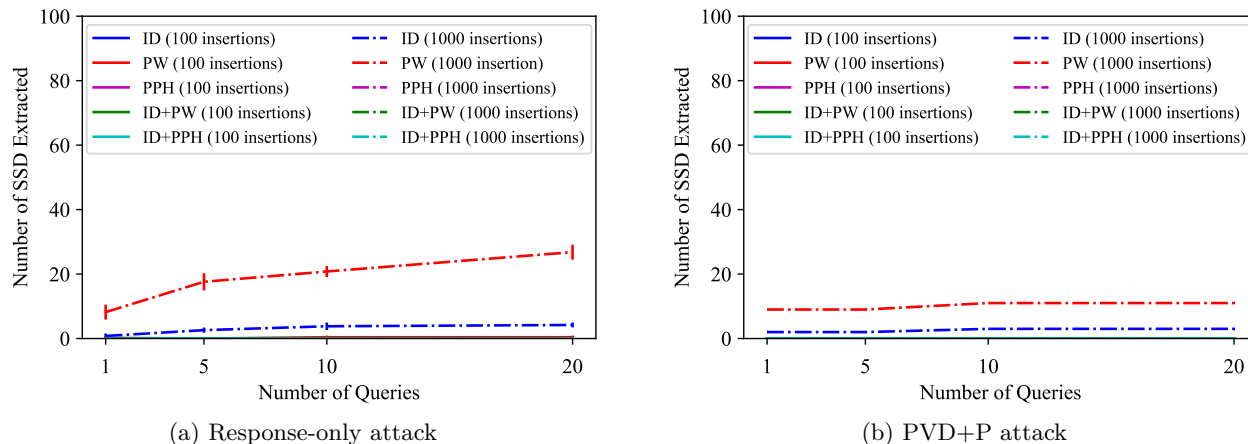 100
80
60
40
20
0
Number of SSD Extracted
ID (100 insertions)
PW (100 insertions)
PPH (100 insertions)
ID+PW (100 insertions)
ID+PPH (100 insertions)
ID (1000 insertions)
PW (1000 insertion)
PPH (1000 insertions)
ID+PW (1000 insertions)
ID+PPH (1000 insertions)
1 5 10 20
Number of Queries
(a) Response-only attack
100
80
60
40
20
0
Number of SSD Extracted
ID (100 insertions)
PW (100 insertions)
PPH (100 insertions)
ID+PW (100 insertions)
ID+PPH (100 insertions)
ID (1000 insertions)
PW (1000 insertions)
PPH (1000 insertions)
ID+PW (1000 insertions)
ID+PPH (1000 insertions)
1 5 10 20
Number of Queries
(b) PVD+P attack